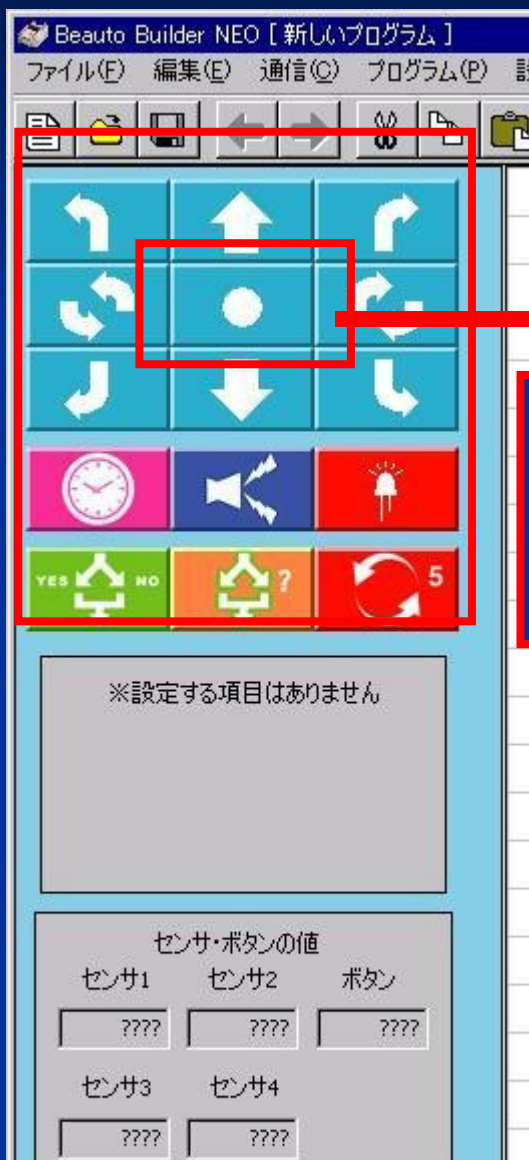 Beauto Builder NEO [ 新しいプログラム ]
ファイル(F) 編集(E) 通信(C) プログラム(P)
YES NO ? 5
※設定する項目はありません
センサ・ボタンの値
センサ1 センサ2 ボタン
???? ???? ????
センサ3 センサ4
???? ????